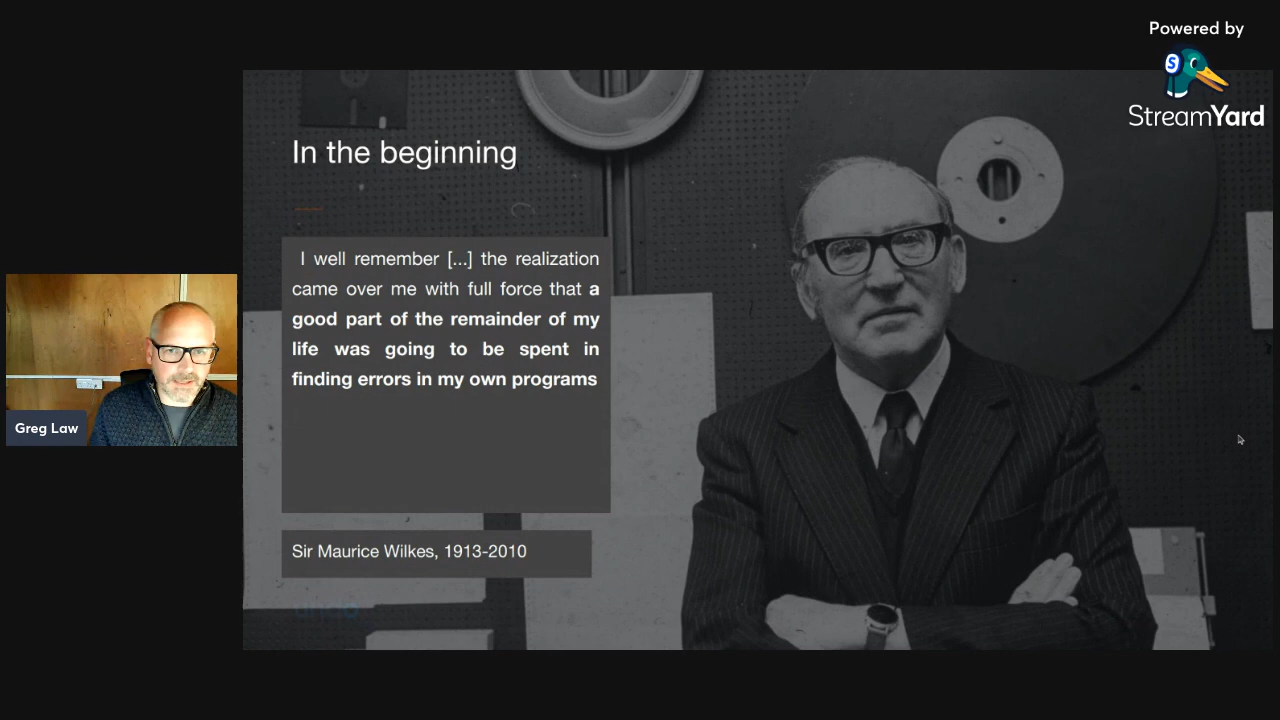 Powered by
StreamYard
In the beginning
I well remember [...] the realization
came over me with full force that a
good part of the remainder of my
life was going to be spent in
finding errors in my own programs
Greg Law
Sir Maurice Wilkes, 1913-2010